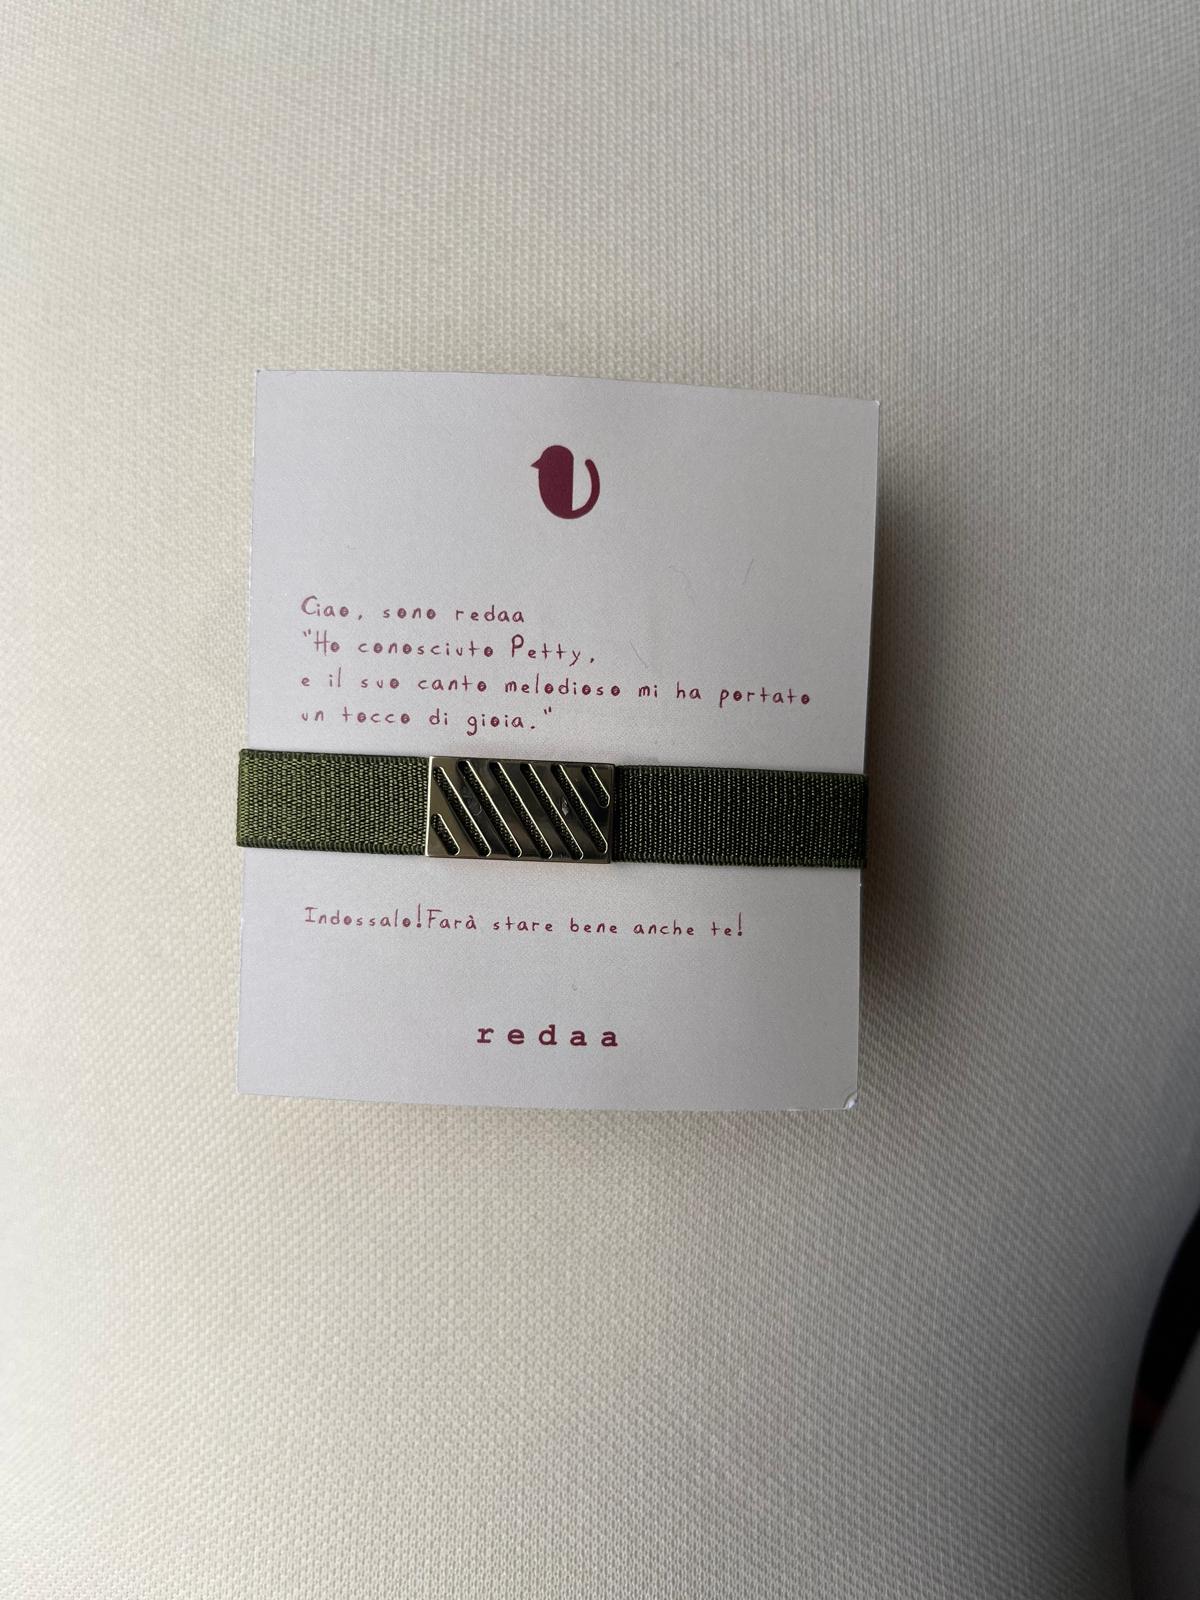 Ciao, sono redaa
"Ho conosciuto Petty,
e il suo canto melodioso mi ha portato
un tocco di gioia."
Indossalo!Farà stare bene anche te!
redaa